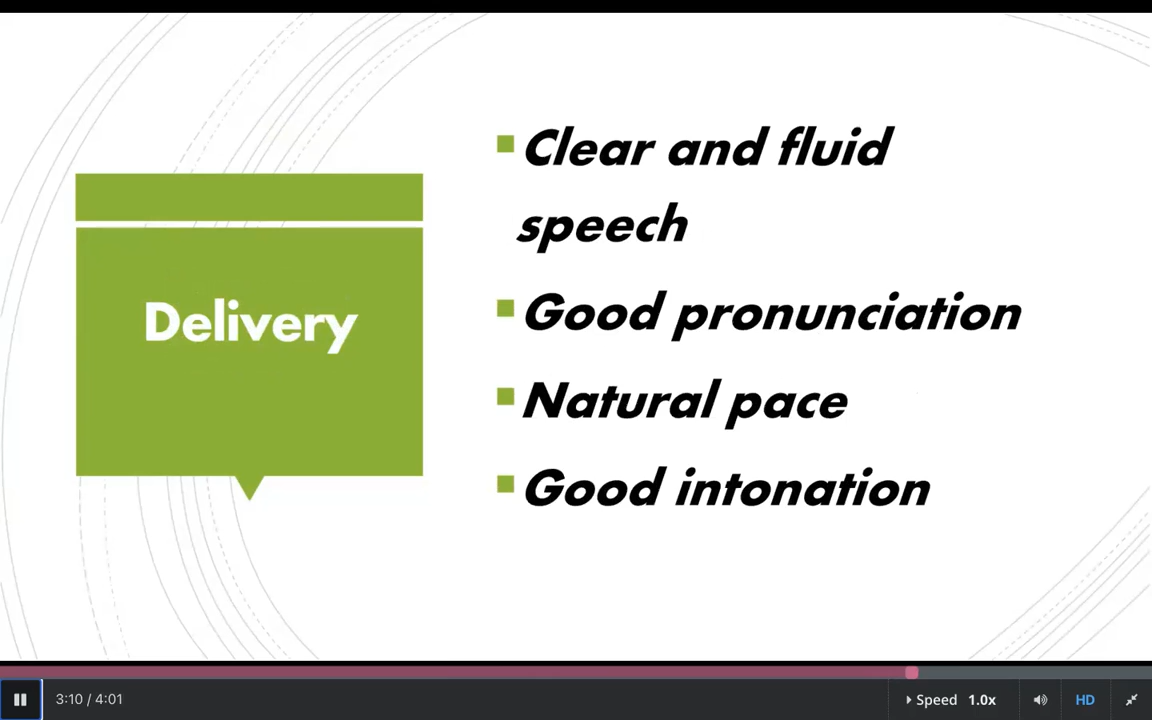 Delivery
Clear and fluid
speech
Good pronunciation
Natural pace
Good intonation
3:10 / 4:01
Speed 1.0x
HD